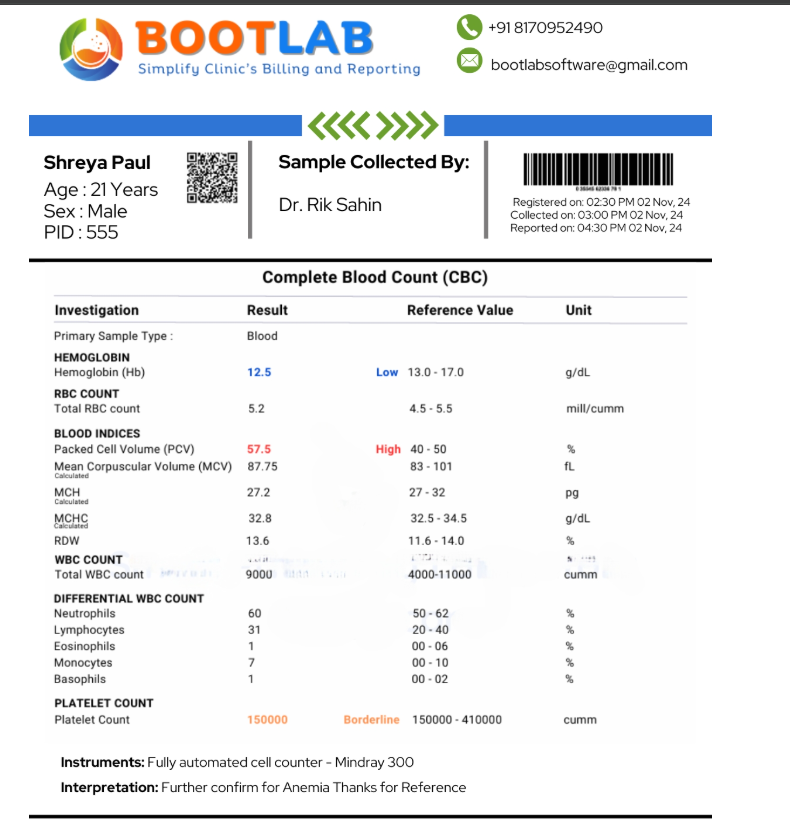 BOOTLAB
Simplify Clinic's Billing and Reporting
+91 8170952490
bootlabsoftware@gmail.com
Shreya Paul
Age : 21 Years
Sex : Male
PID : 555
Sample Collected By:
Dr. Rik Sahin
Registered on: 02:30 PM 02 Nov, 24
Collected on: 03:00 PM 02 Nov, 24
Reported on: 04:30 PM 02 Nov, 24
Complete Blood Count (CBC)
Investigation Result Reference Value Unit
Primary Sample Type : Blood
HEMOGLOBIN
Hemoglobin (Hb) 12.5 Low 13.0 - 17.0 g/dL
RBC COUNT
Total RBC count 5.2 4.5 - 5.5 mill/cumm
BLOOD INDICES
Packed Cell Volume (PCV) 57.5 High 40 - 50 %
Mean Corpuscular Volume (MCV) 87.75 83 - 101 fL
Calculated
MCH 27.2 27 - 32 pg
Calculated
MCHC 32.8 32.5 - 34.5 g/dL
Calculated
RDW 13.6 11.6 - 14.0 %
WBC COUNT
Total WBC count 9000 4000-11000 cumm
DIFFERENTIAL WBC COUNT
Neutrophils 60 50 - 62 %
Lymphocytes 31 20 - 40 %
Eosinophils 1 00 - 06 %
Monocytes 7 00 - 10 %
Basophils 1 00 - 02 %
PLATELET COUNT
Platelet Count 150000 Borderline 150000 - 410000 cumm
Instruments: Fully automated cell counter - Mindray 300
Interpretation: Further confirm for Anemia Thanks for Reference